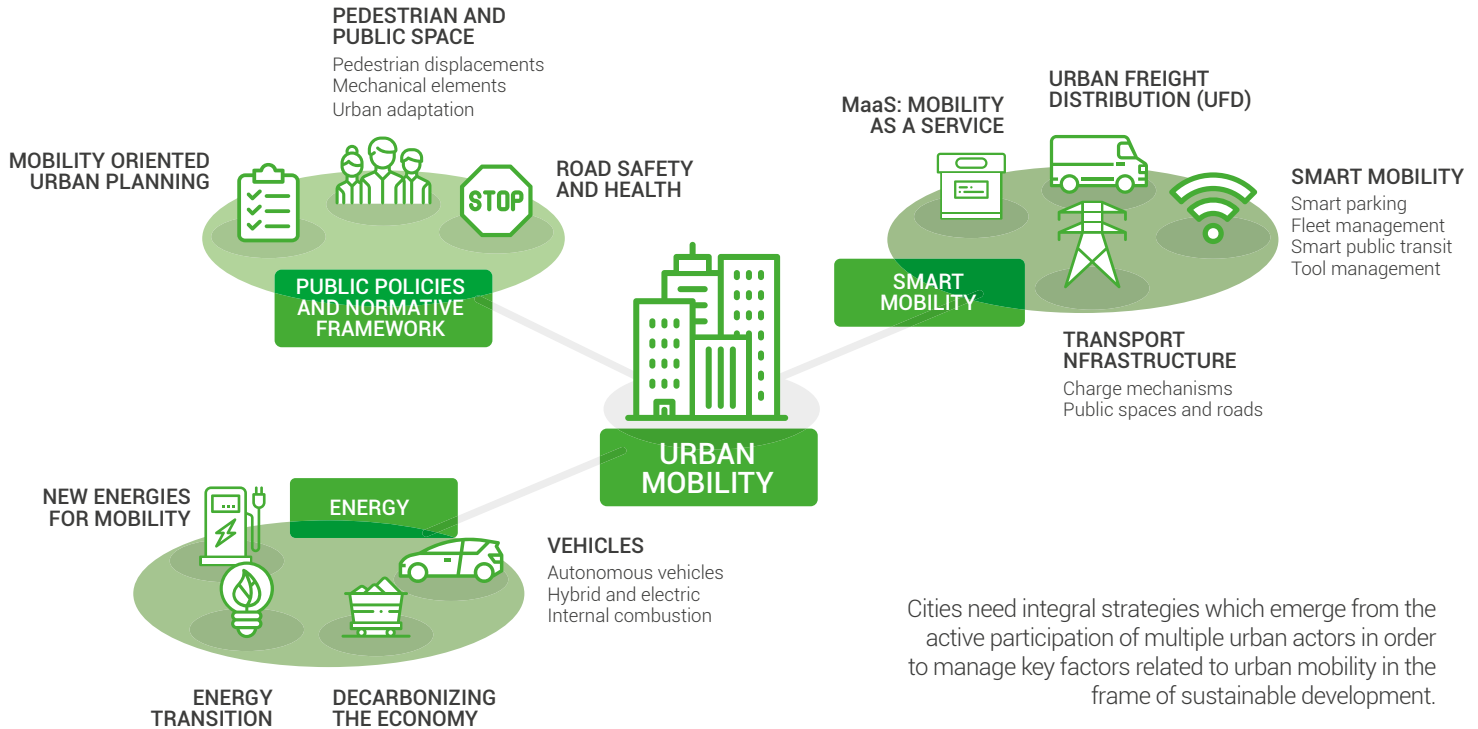 PEDESTRIAN AND
PUBLIC SPACE
Pedestrian displacements
Mechanical elements
Urban adaptation
MOBILITY ORIENTED
URBAN PLANNING
STOP
ROAD SAFETY
AND HEALTH
PUBLIC POLICIES
AND NORMATIVE
FRAMEWORK
MaaS: MOBILITY
AS A SERVICE
URBAN FREIGHT
DISTRIBUTION (UFD)
SMART MOBILITY
Smart parking
Fleet management
Smart public transit
Tool management
SMART
MOBILITY
TRANSPORT
NFRASTRUCTURE
Charge mechanisms
Public spaces and roads
URBAN
MOBILITY
NEW ENERGIES
FOR MOBILITY
ENERGY
VEHICLES
Autonomous vehicles
Hybrid and electric
Internal combustion
ENERGY
TRANSITION
DECARBONIZING
THE ECONOMY
Cities need integral strategies which emerge from the
active participation of multiple urban actors in order
to manage key factors related to urban mobility in the
frame of sustainable development.